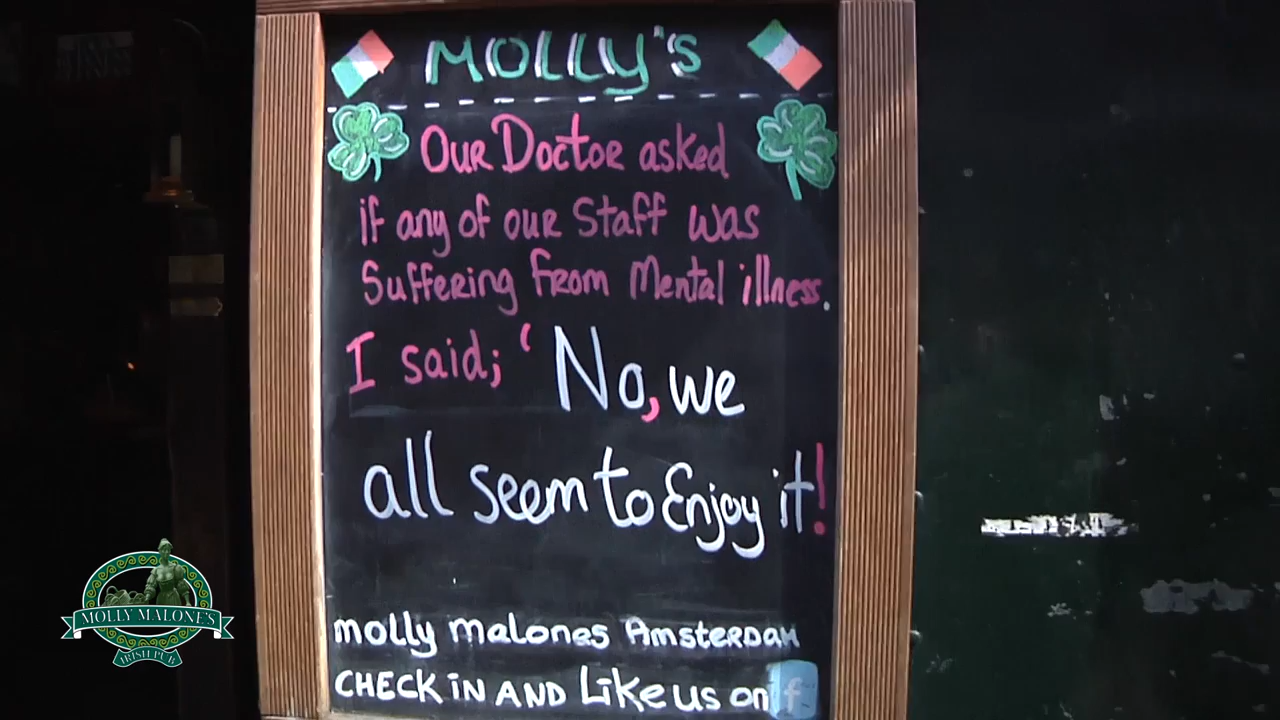 MOLLY'S
OUR DOCTOR asked
if any of our Staff was
Suffering from Mental illness.
I said; ‘ No, we
all seem to Enjoy it!
molly malones Amsterdam
CHECK in AND Like us on f
MOLLY MALONE'S
IRISH PUB